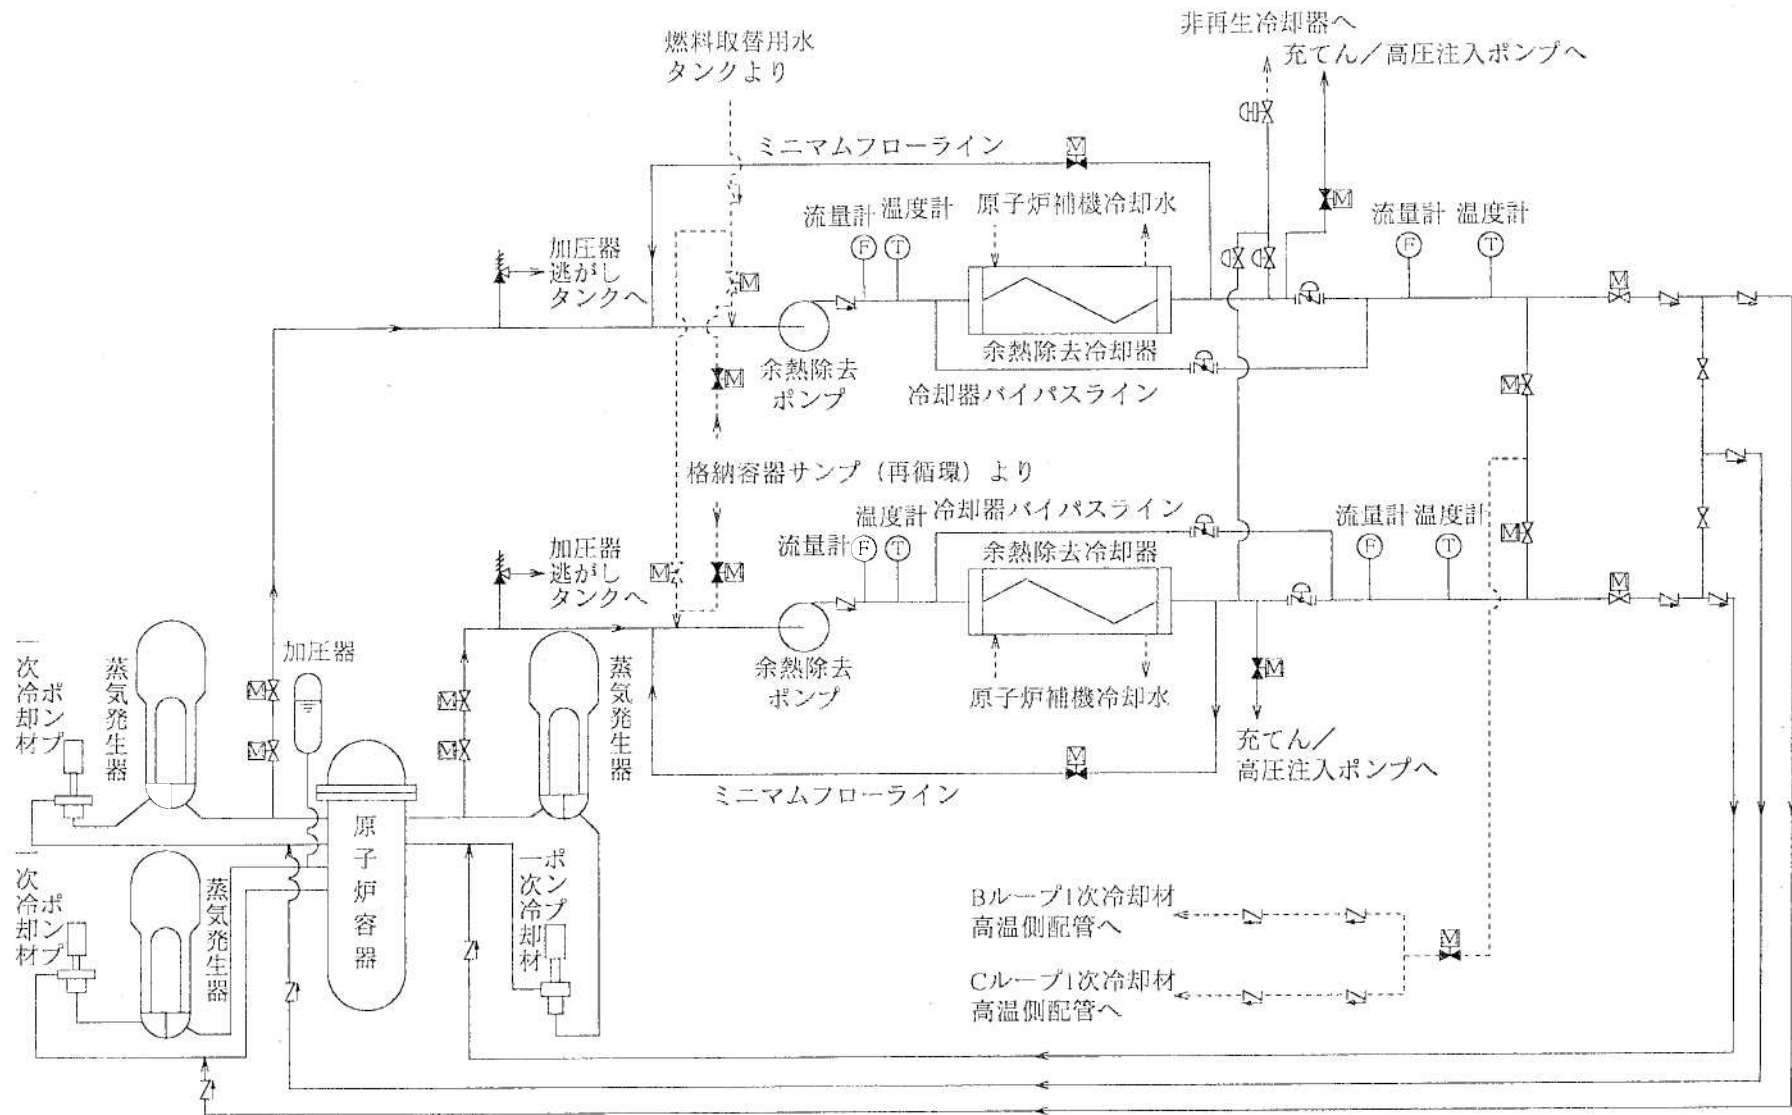 非再生冷却器へ
充てん／高圧注入ポンプへ
燃料取替用水
タンクより
ミニマムフローライン
M
流量計
温度計
原子炉補機冷却水
M
流量計
温度計
加圧器
逃がし
タンクへ
F
T
F
T
M
M
余熱除去冷却器
余熱除去
ポンプ
M
冷却器バイパスライン
M
格納容器サンプ（再循環）より
冷却器バイパスライン
温度計
流量計
F
T
余熱除去冷却器
流量計
温度計
F
T
M
加圧器
逃がし
タンクへ
M
M
M
余熱除去
ポンプ
原子炉補機冷却水
M
充てん／
高圧注入ポンプへ
M
ミニマムフローライン
加圧器
蒸気発生器
一次冷却材
ポンプ
M
M
M
M
蒸気発生器
原子炉容器
一次冷却材
ポンプ
蒸気発生器
一次冷却材
ポンプ
Bループ1次冷却材
高温側配管へ
M
Cループ1次冷却材
高温側配管へ